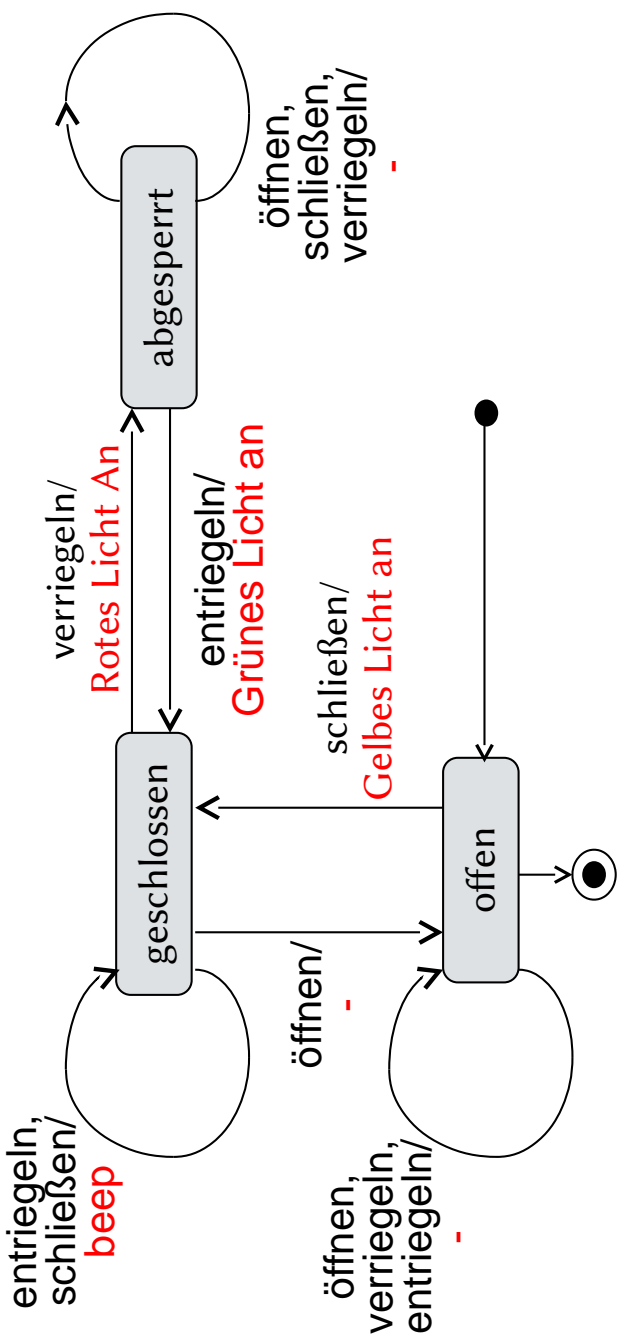 entriegeln,
schließen/
beep
geschlossen
verriegeln/
Rotes Licht An
entriegeln/
Grünes Licht an
abgesperrt
öffnen,
schließen,
verriegeln/
-
öffnen/
-
schließen/
Gelbes Licht an
öffnen,
verriegeln,
entriegeln/
-
offen